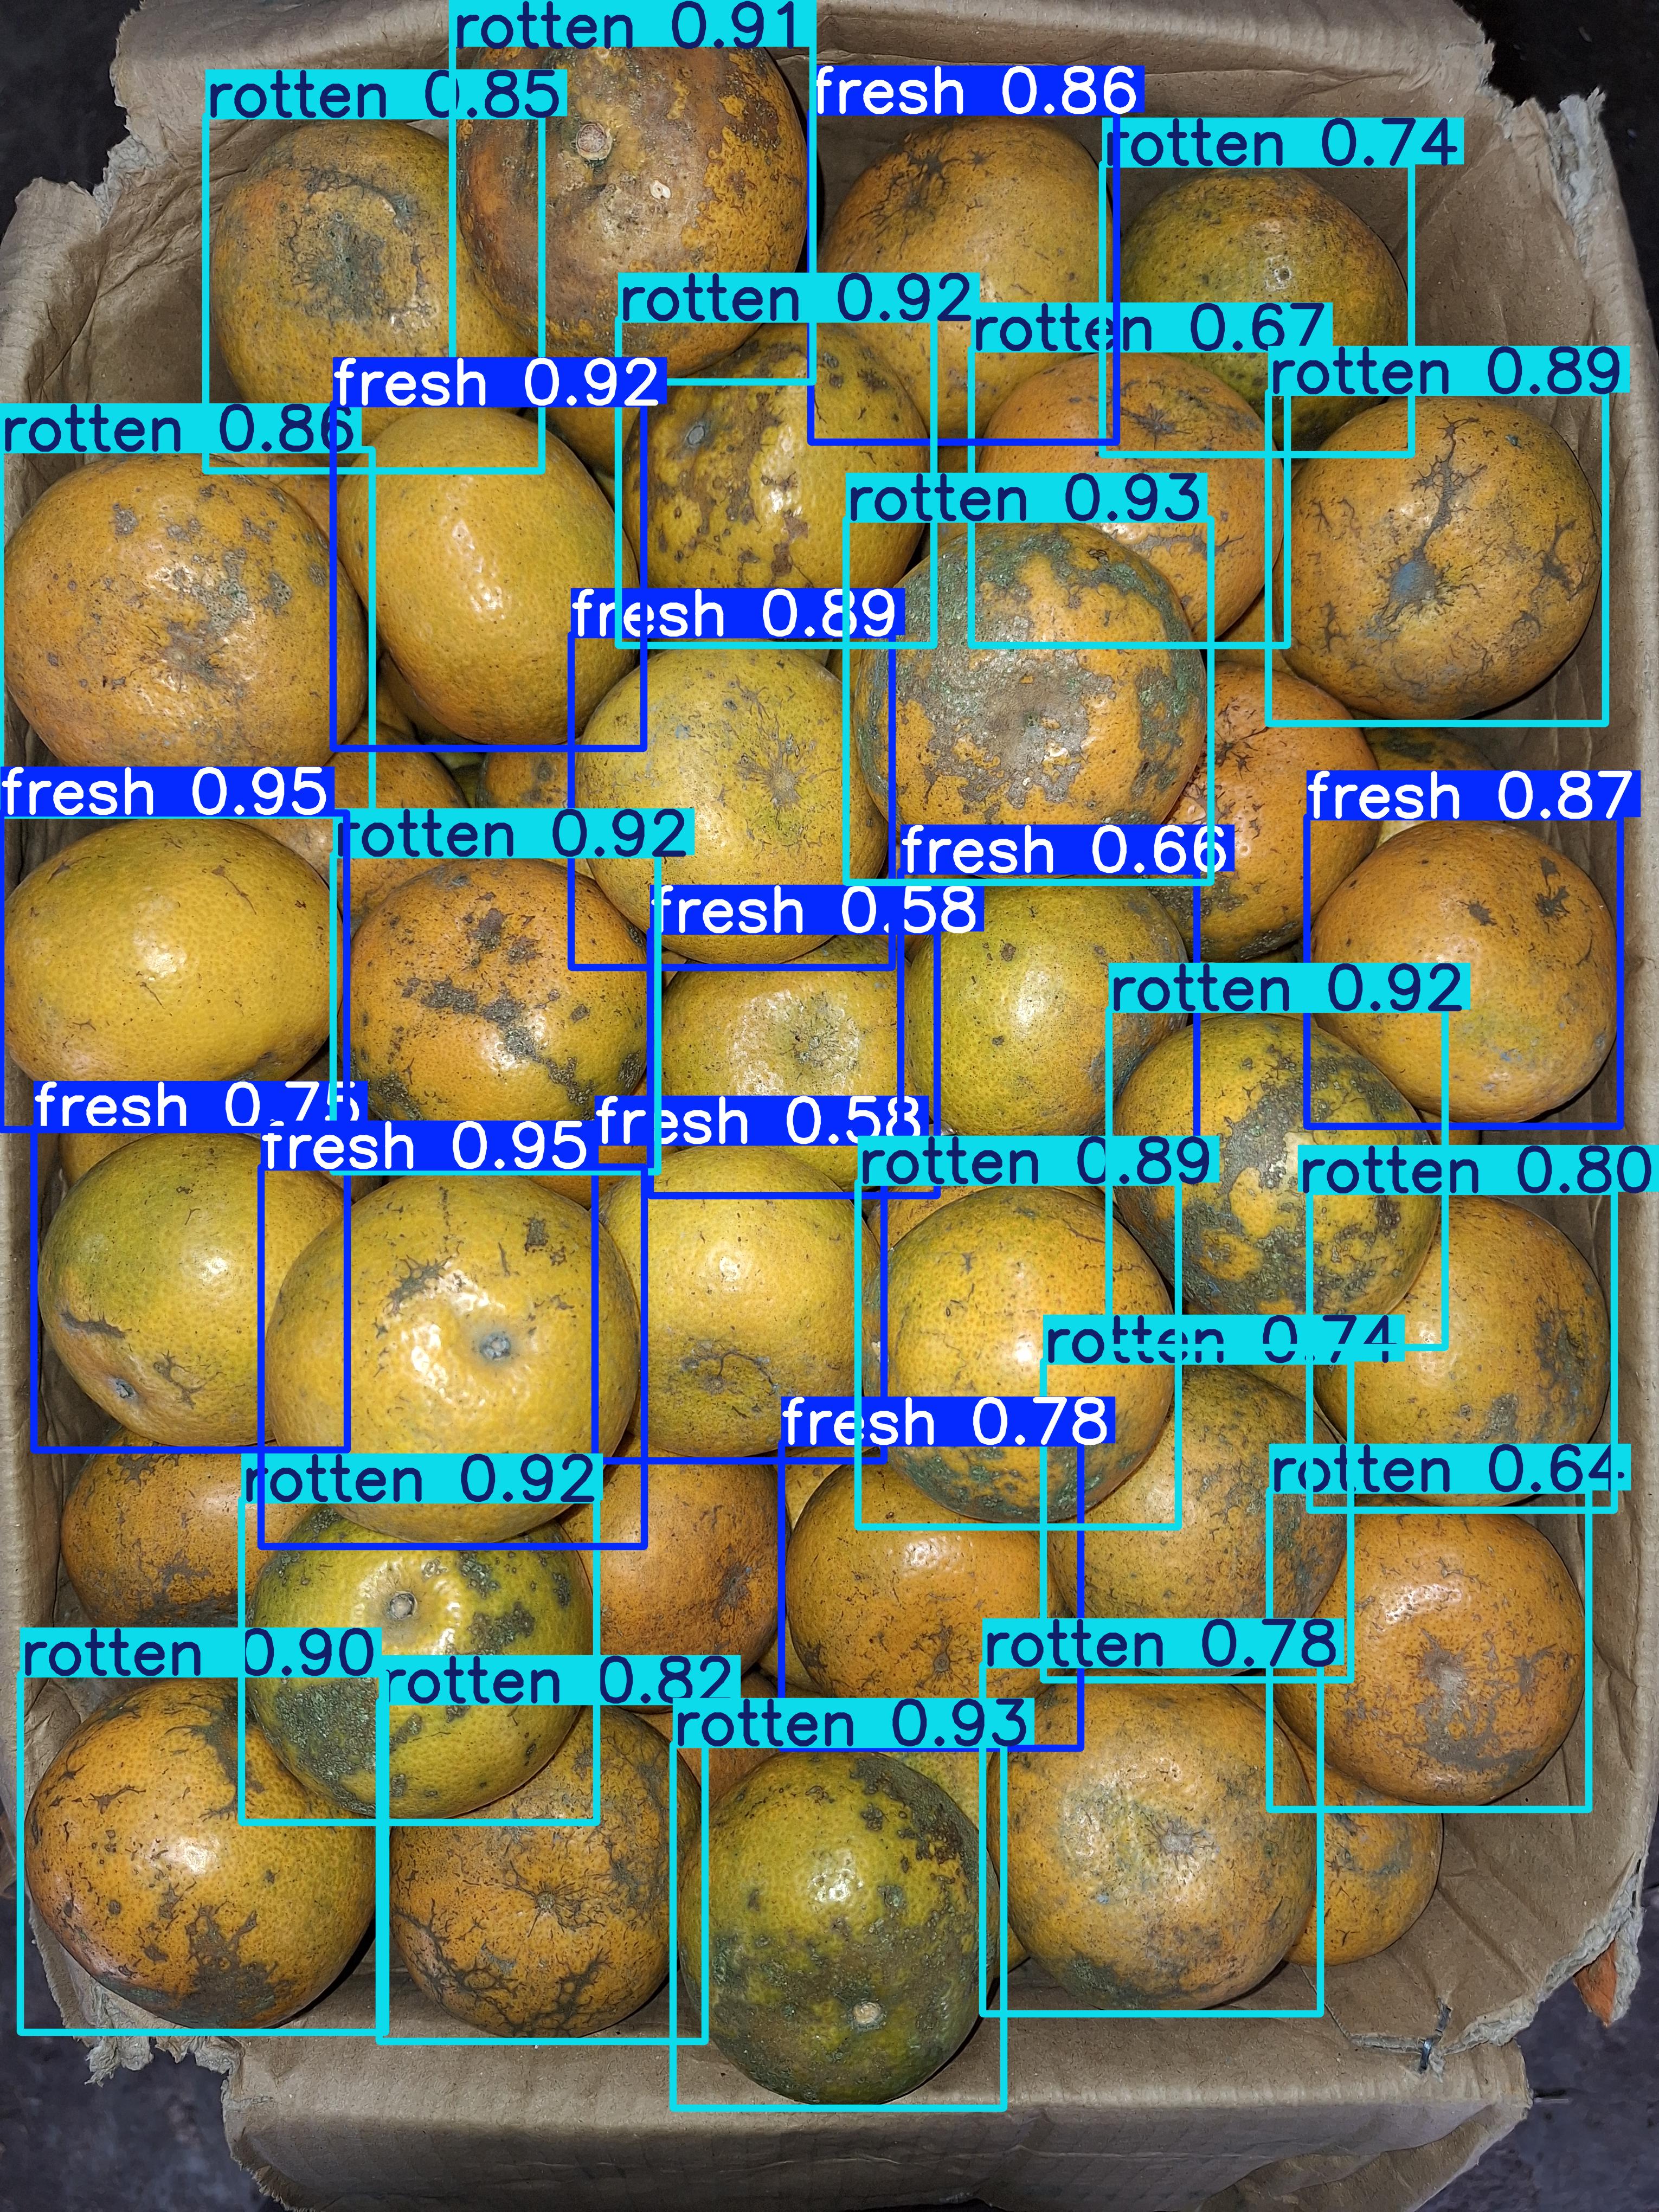 rotten 0.91
rotten 0.85
fresh 0.86
rotten 0.74
rotten 0.92
rotten 0.67
rotten 0.89
fresh 0.92
rotten 0.86
rotten 0.93
fresh 0.89
fresh 0.95
fresh 0.87
rotten 0.92
fresh 0.66
fresh 0.58
rotten 0.92
fresh 0.75
fresh 0.58
fresh 0.95
rotten 0.89
rotten 0.80
rotten 0.74
fresh 0.78
rotten 0.64
rotten 0.92
rotten 0.78
rotten 0.90
rotten 0.82
rotten 0.93